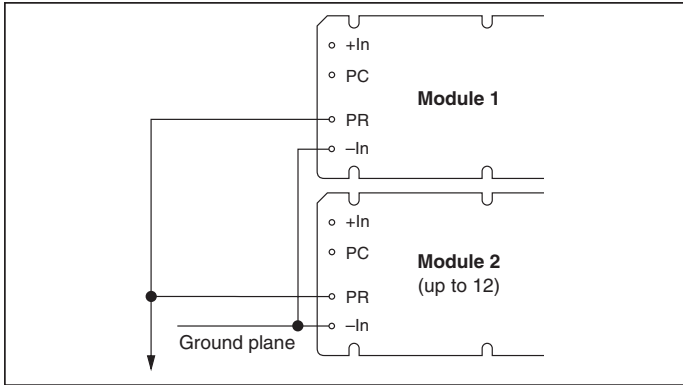 +In
PC
Module 1
PR
–In
+In
PC
Module 2
(up to 12)
PR
–In
Ground plane